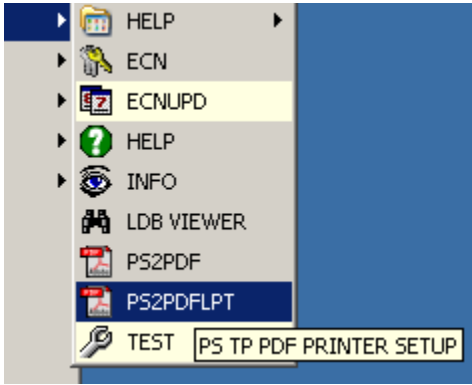 HELP
ECN
ECNUPD
HELP
INFO
LDB VIEWER
PS2PDF
PS2PDFLPT
TEST
PS TP PDF PRINTER SETUP